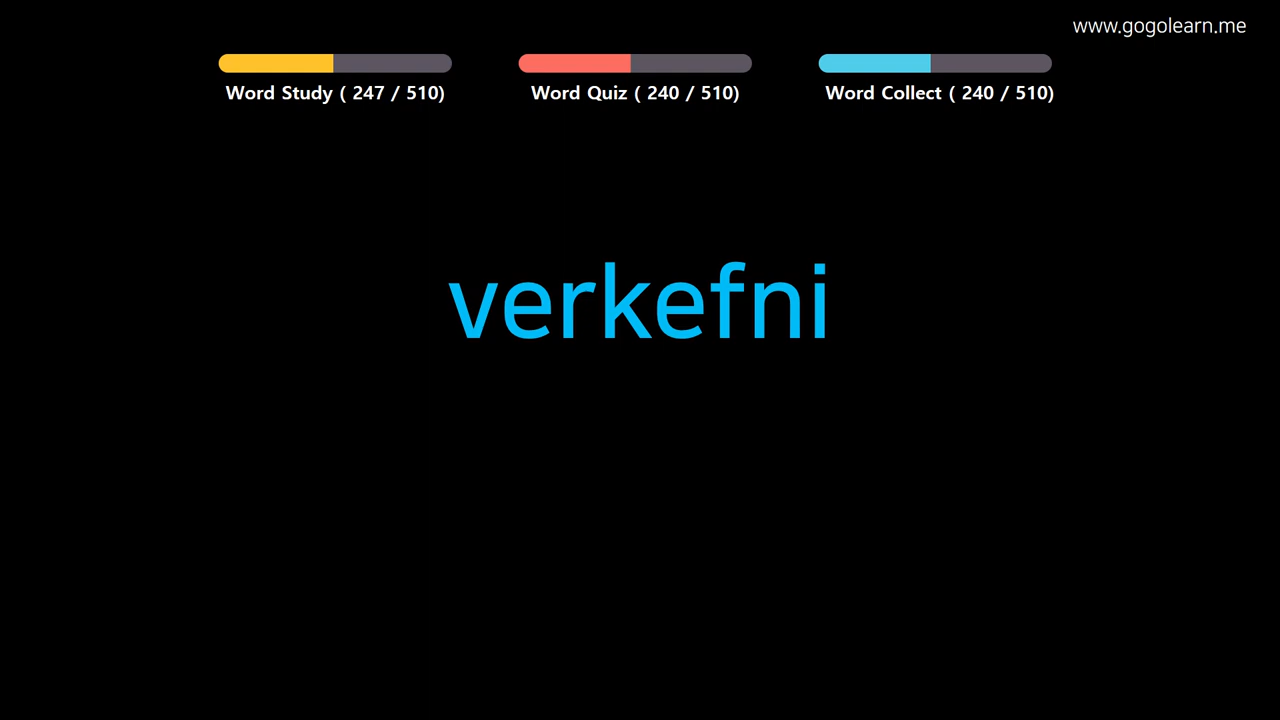 www.gogolearn.me
Word Study ( 247 / 510)
Word Quiz ( 240 / 510)
Word Collect ( 240 / 510)
verkefni